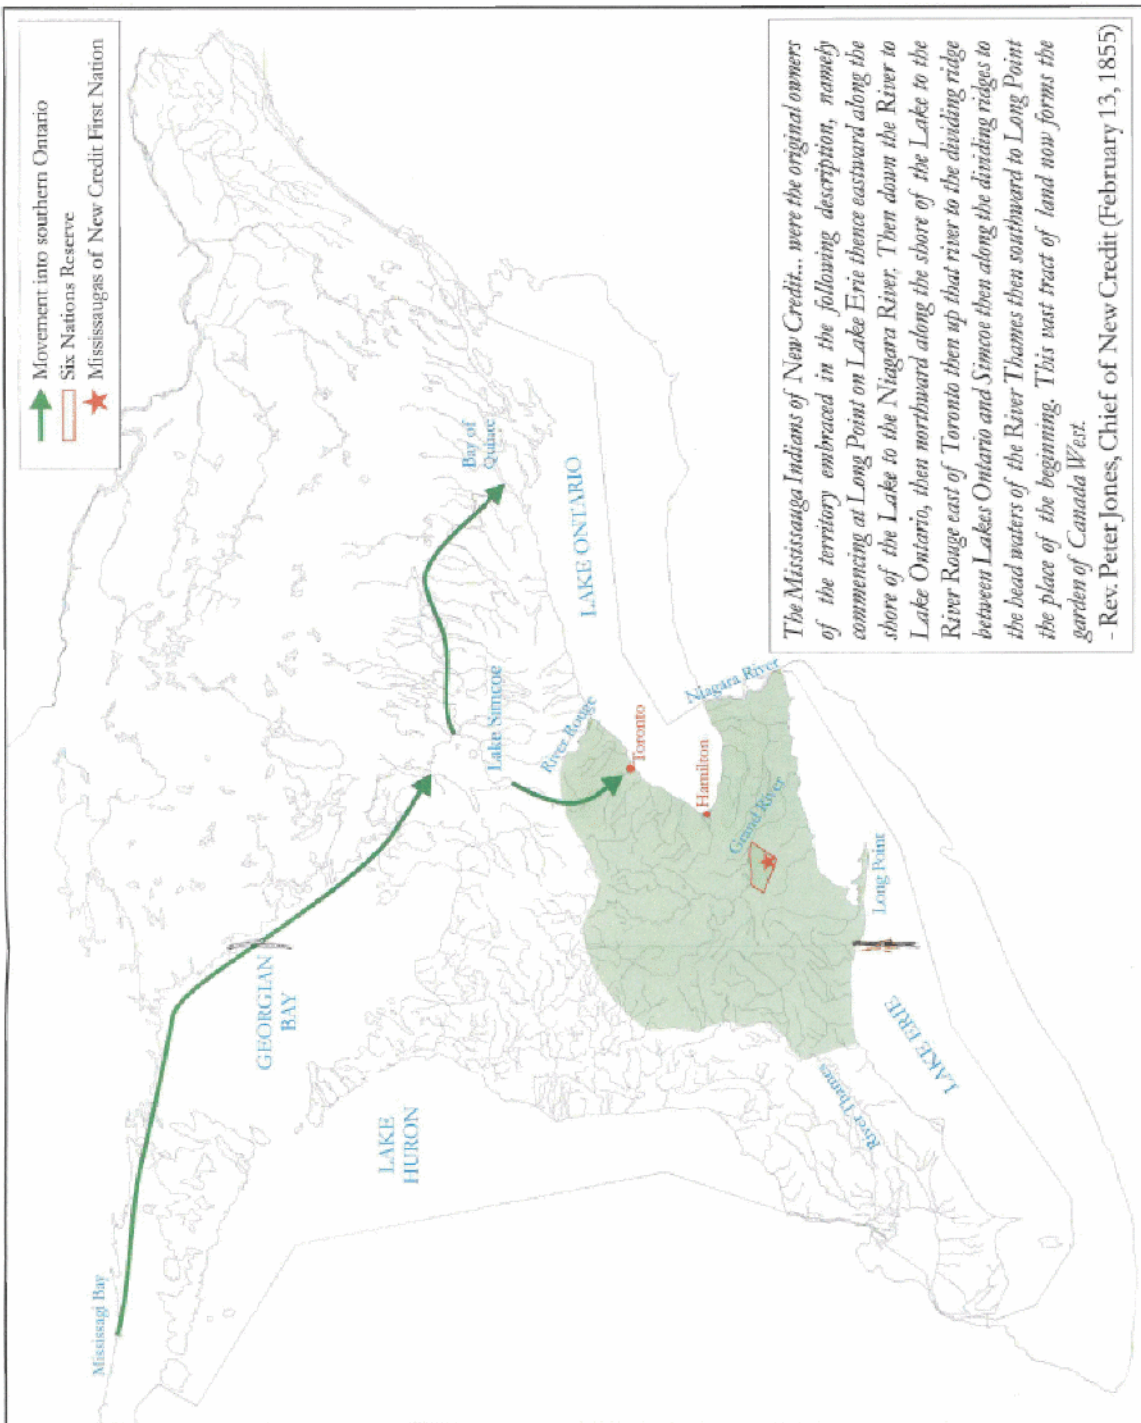 Movement into southern Ontario
Six Nations Reserve
Mississaugas of New Credit First Nation
Mississagi Bay
GEORGIAN
BAY
LAKE
HURON
Lake Simcoe
Bay of
Quinte
LAKE ONTARIO
River Rouge
Toronto
Hamilton
Niagara River
Grand River
Long Point
River Thames
LAKE ERIE
The Mississauga Indians of New Credit... were the original owners
of the territory embraced in the following description, namely
commencing at Long Point on Lake Erie thence eastward along the
shore of the Lake to the Niagara River. Then down the River to
Lake Ontario, then northward along the shore of the Lake to the
River Rouge east of Toronto then up that river to the dividing ridge
between Lakes Ontario and Simcoe then along the dividing ridges to
the head waters of the River Thames then southward to Long Point
the place of the beginning. This vast tract of land now forms the
garden of Canada West.
- Rev. Peter Jones, Chief of New Credit (February 13, 1855)